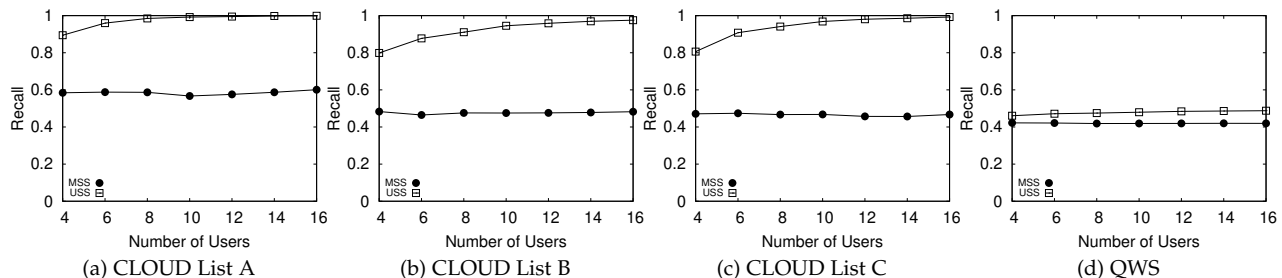 1
0.8
0.6
0.4
0.2
0
Recall
MSS
USS
4 6 8 10 12 14 16
Number of Users
(a) CLOUD List A
1
0.8
0.6
0.4
0.2
0
Recall
MSS
USS
4 6 8 10 12 14 16
Number of Users
(b) CLOUD List B
1
0.8
0.6
0.4
0.2
0
Recall
MSS
USS
4 6 8 10 12 14 16
Number of Users
(c) CLOUD List C
1
0.8
0.6
0.4
0.2
0
Recall
MSS
USS
4 6 8 10 12 14 16
Number of Users
(d) QWS